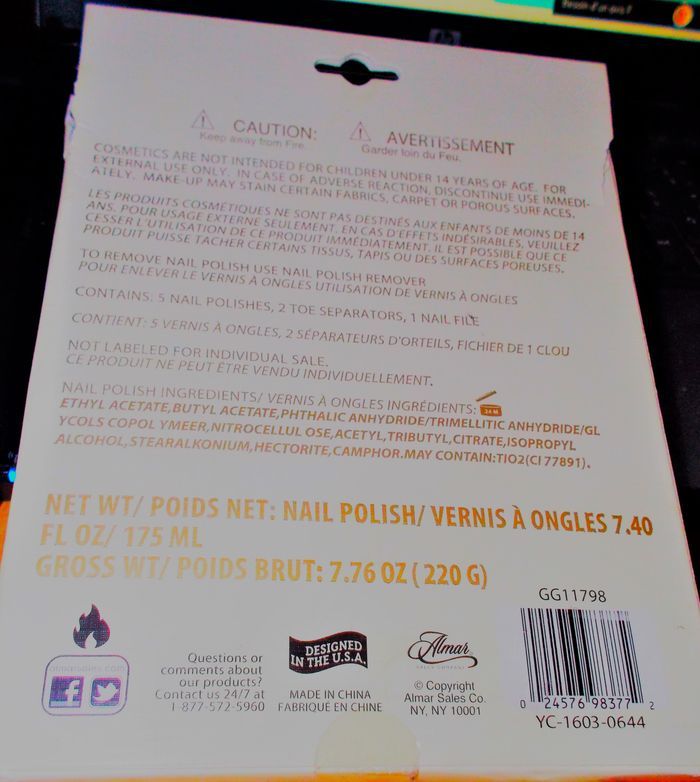 Besoin d'un avis ?
hp
CAUTION:
Keep away from Fire.
AVERTISSEMENT
Garder loin du Feu.
COSMETICS ARE NOT INTENDED FOR CHILDREN UNDER 14 YEARS OF AGE. FOR
EXTERNAL USE ONLY. IN CASE OF ADVERSE REACTION, DISCONTINUE USE IMMEDI-
ATELY. MAKE-UP MAY STAIN CERTAIN FABRICS, CARPET OR POROUS SURFACES.
LES PRODUITS COSMÉTIQUES NE SONT PAS DESTINÉS AUX ENFANTS DE MOINS DE 14
ANS. POUR USAGE EXTERNE SEULEMENT. EN CAS D'EFFETS INDÉSIRABLES, VEUILLEZ
CESSER L'UTILISATION DE CE PRODUIT IMMÉDIATEMENT. IL EST POSSIBLE QUE CE
PRODUIT PUISSE TACHER CERTAINS TISSUS, TAPIS OU DES SURFACES POREUSES.
TO REMOVE NAIL POLISH USE NAIL POLISH REMOVER
POUR ENLEVER LE VERNIS À ONGLES UTILISATION DE VERNIS À ONGLES
CONTAINS: 5 NAIL POLISHES, 2 TOE SEPARATORS, 1 NAIL FILE
CONTIENT: 5 VERNIS À ONGLES, 2 SÉPARATEURS D'ORTEILS, FICHIER DE 1 CLOU
NOT LABELED FOR INDIVIDUAL SALE.
CE PRODUIT NE PEUT ÊTRE VENDU INDIVIDUELLEMENT.
NAIL POLISH INGREDIENTS/ VERNIS À ONGLES INGRÉDIENTS:
24 M
ETHYL ACETATE,BUTYL ACETATE,PHTHALIC ANHYDRIDE/TRIMELLITIC ANHYDRIDE/GL
YCOLS COPOL YMEER,NITROCELLUL OSE,ACETYL,TRIBUTYL,CITRATE,ISOPROPYL
ALCOHOL,STEARALKONIUM,HECTORITE,CAMPHOR.MAY CONTAIN:TIO2(CI 77891).
NET WT/ POIDS NET: NAIL POLISH/ VERNIS À ONGLES 7.40
FL OZ/ 175 ML
GROSS WT/ POIDS BRUT: 7.76 OZ ( 220 G)
almarsales.com
Questions or
comments about
our products?
Contact us 24/7 at
1-877-572-5960
DESIGNED
IN THE U.S.A.
MADE IN CHINA
FABRIQUÉ EN CHINE
Almar
SALES COMPANY
© Copyright
Almar Sales Co.
NY, NY 10001
GG11798
0 24576 98377 2
YC-1603-0644